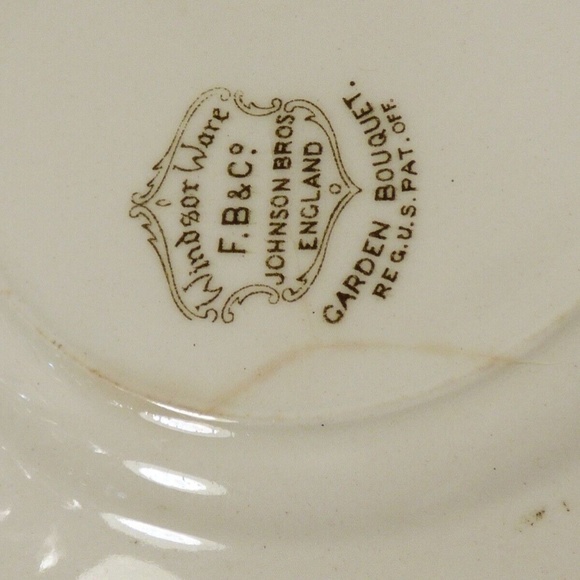 Windsor Ware
F.B&Cº.
JOHNSON BROS
ENGLAND
GARDEN BOUQUET.
REG.U.S.PAT.OFF.